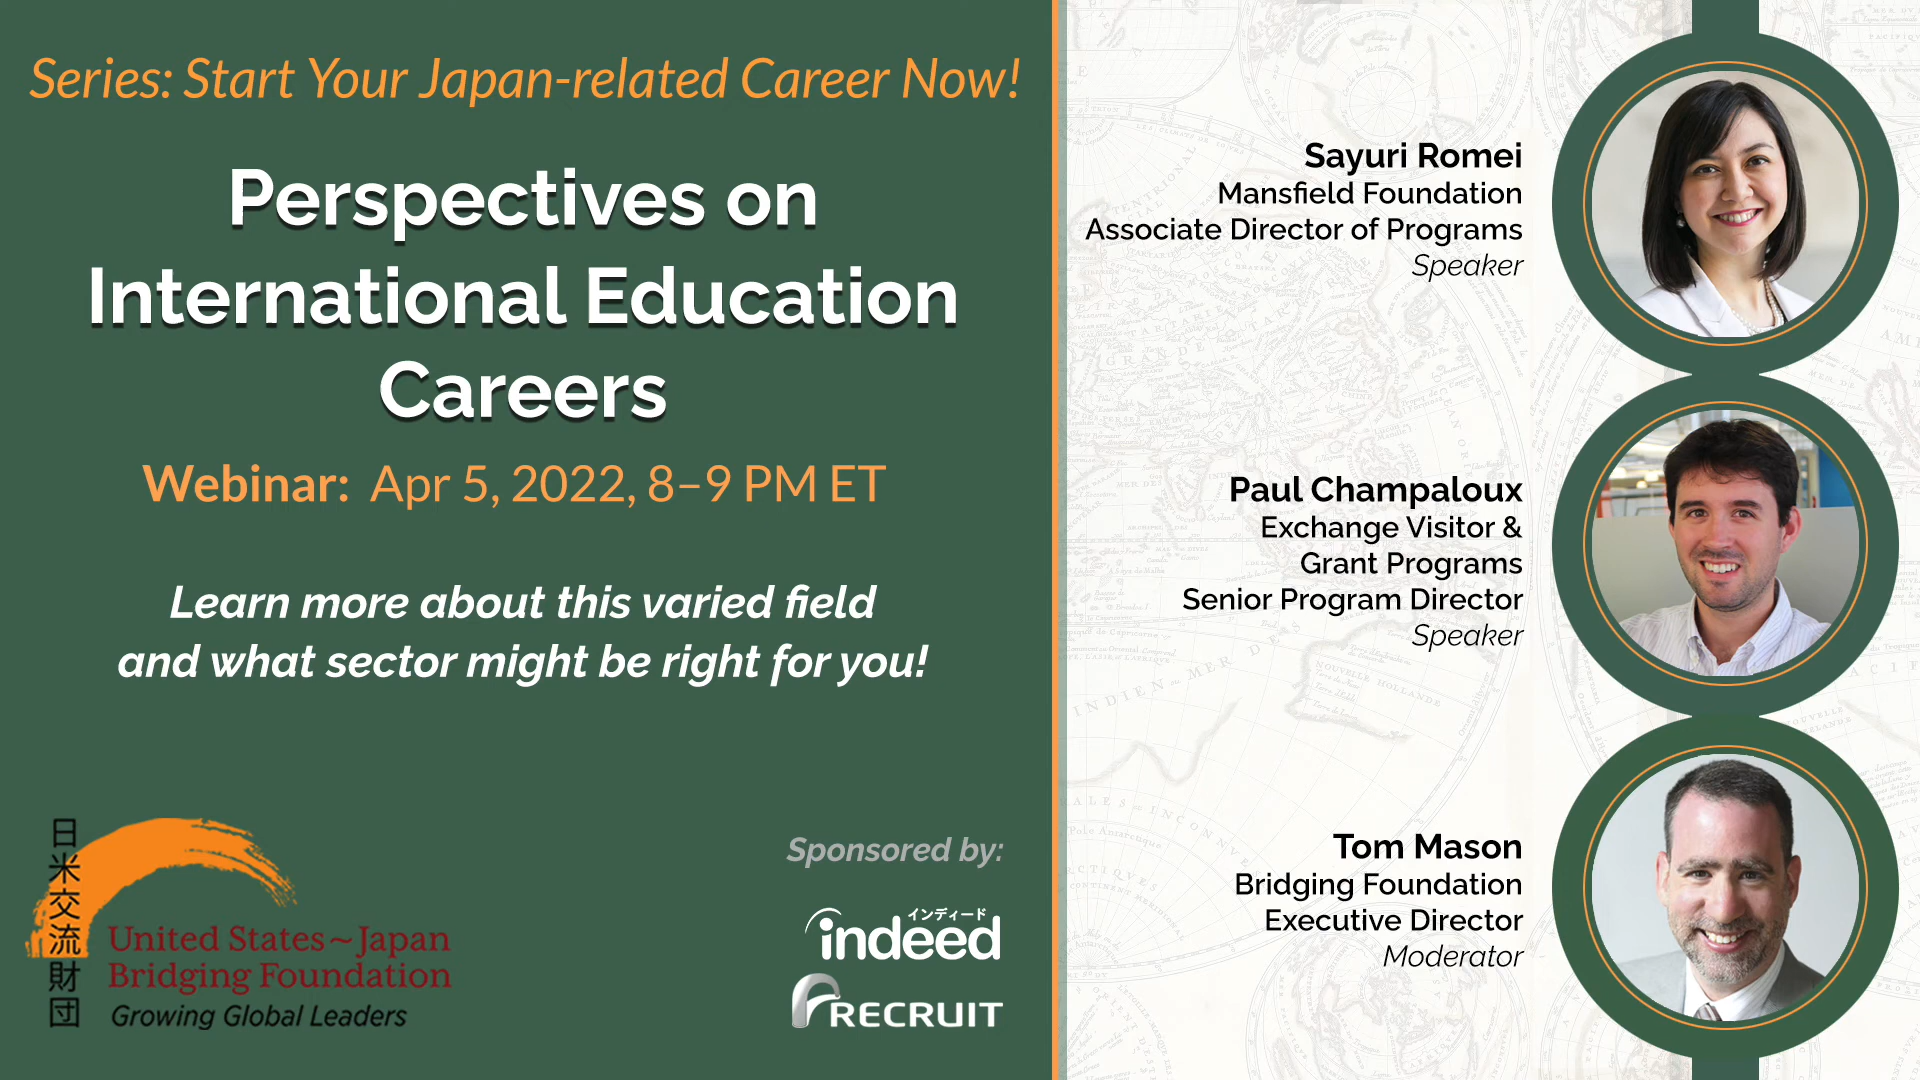 Series: Start Your Japan-related Career Now!
Perspectives on
International Education
Careers
Webinar: Apr 5, 2022, 8–9 PM ET
Learn more about this varied field
and what sector might be right for you!
日米交流財団
United States~Japan
Bridging Foundation
Growing Global Leaders
Sponsored by:
インディード
indeed
RECRUIT
Sayuri Romei
Mansfield Foundation
Associate Director of Programs
Speaker
Paul Champaloux
Exchange Visitor &
Grant Programs
Senior Program Director
Speaker
Tom Mason
Bridging Foundation
Executive Director
Moderator